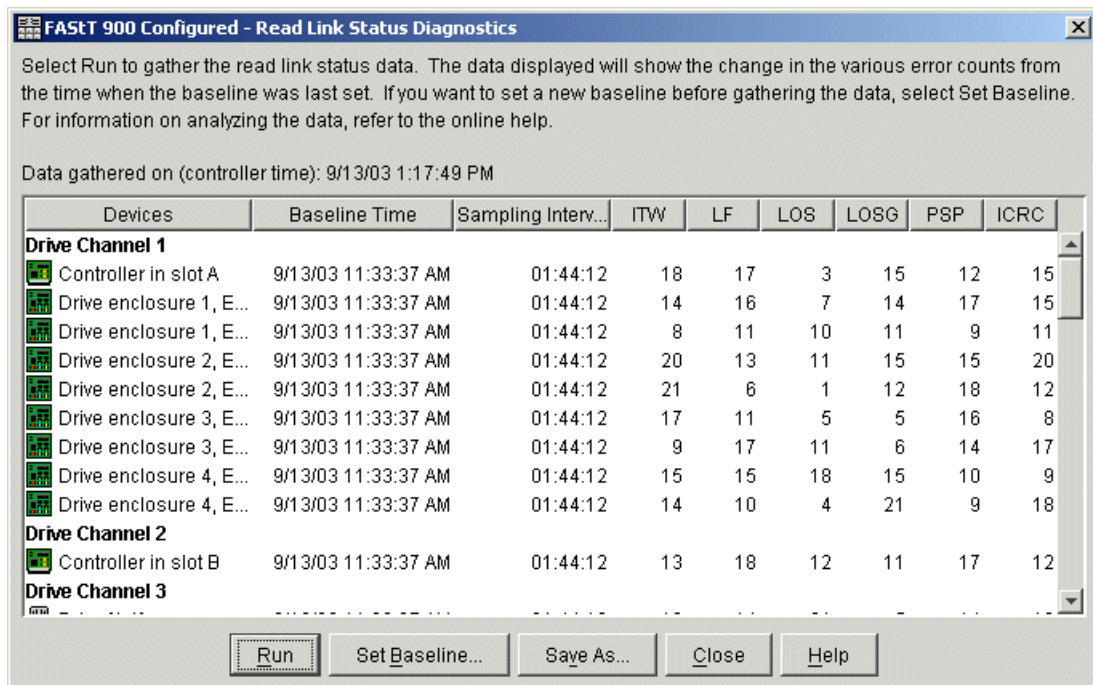 FAStT 900 Configured - Read Link Status Diagnostics
Select Run to gather the read link status data. The data displayed will show the change in the various error counts from
the time when the baseline was last set. If you want to set a new baseline before gathering the data, select Set Baseline.
For information on analyzing the data, refer to the online help.
Data gathered on (controller time): 9/13/03 1:17:49 PM
Devices Baseline Time Sampling Interv... ITW LF LOS LOSG PSP ICRC
Drive Channel 1
Controller in slot A 9/13/03 11:33:37 AM 01:44:12 18 17 3 15 12 15
Drive enclosure 1, E... 9/13/03 11:33:37 AM 01:44:12 14 16 7 14 17 15
Drive enclosure 1, E... 9/13/03 11:33:37 AM 01:44:12 8 11 10 11 9 11
Drive enclosure 2, E... 9/13/03 11:33:37 AM 01:44:12 20 13 11 15 15 20
Drive enclosure 2, E... 9/13/03 11:33:37 AM 01:44:12 21 6 1 12 18 12
Drive enclosure 3, E... 9/13/03 11:33:37 AM 01:44:12 17 11 5 5 16 8
Drive enclosure 3, E... 9/13/03 11:33:37 AM 01:44:12 9 17 11 6 14 17
Drive enclosure 4, E... 9/13/03 11:33:37 AM 01:44:12 15 15 18 15 10 9
Drive enclosure 4, E... 9/13/03 11:33:37 AM 01:44:12 14 10 4 21 9 18
Drive Channel 2
Controller in slot B 9/13/03 11:33:37 AM 01:44:12 13 18 12 11 17 12
Drive Channel 3
Run Set Baseline... Save As... Close Help